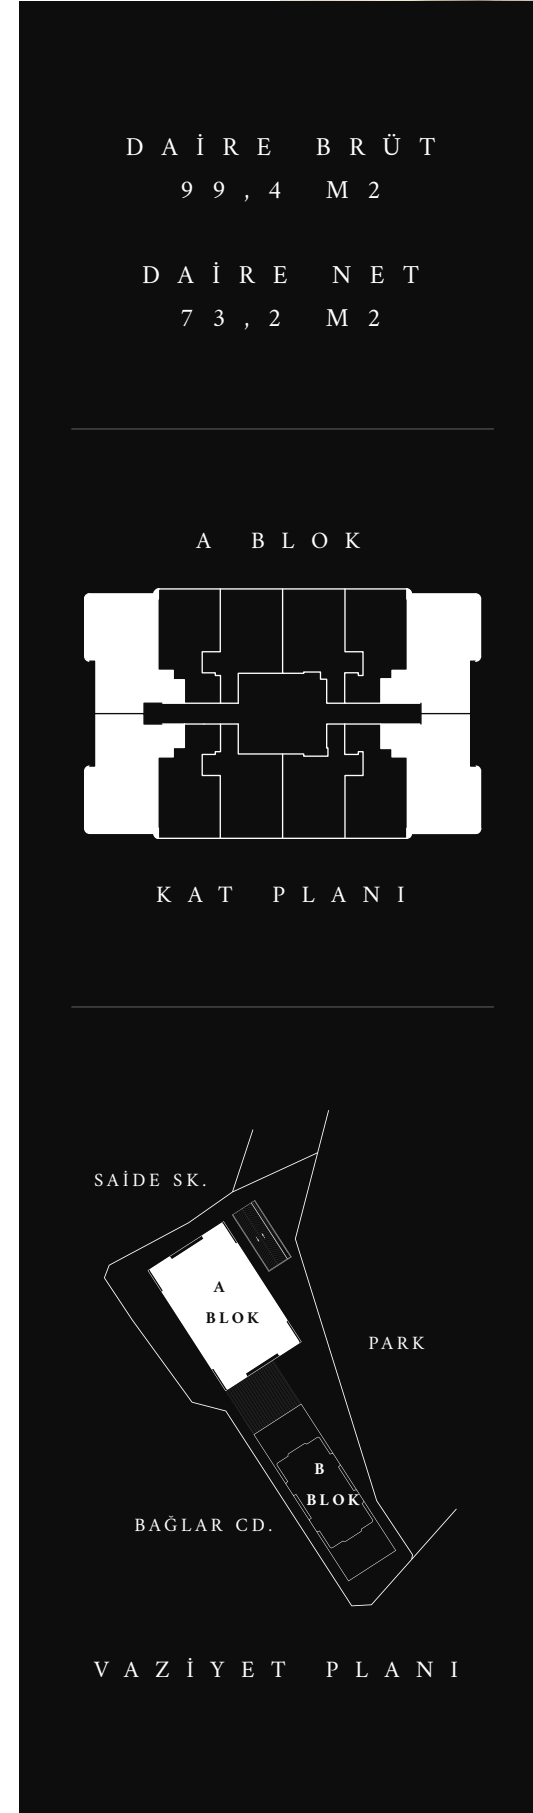 DAİRE BRÜT
99,4 M2
DAİRE NET
73,2 M2
A BLOK
KAT PLANI
SAİDE SK.
A
BLOK
PARK
B
BLOK
BAĞLAR CD.
VAZİYET PLANI